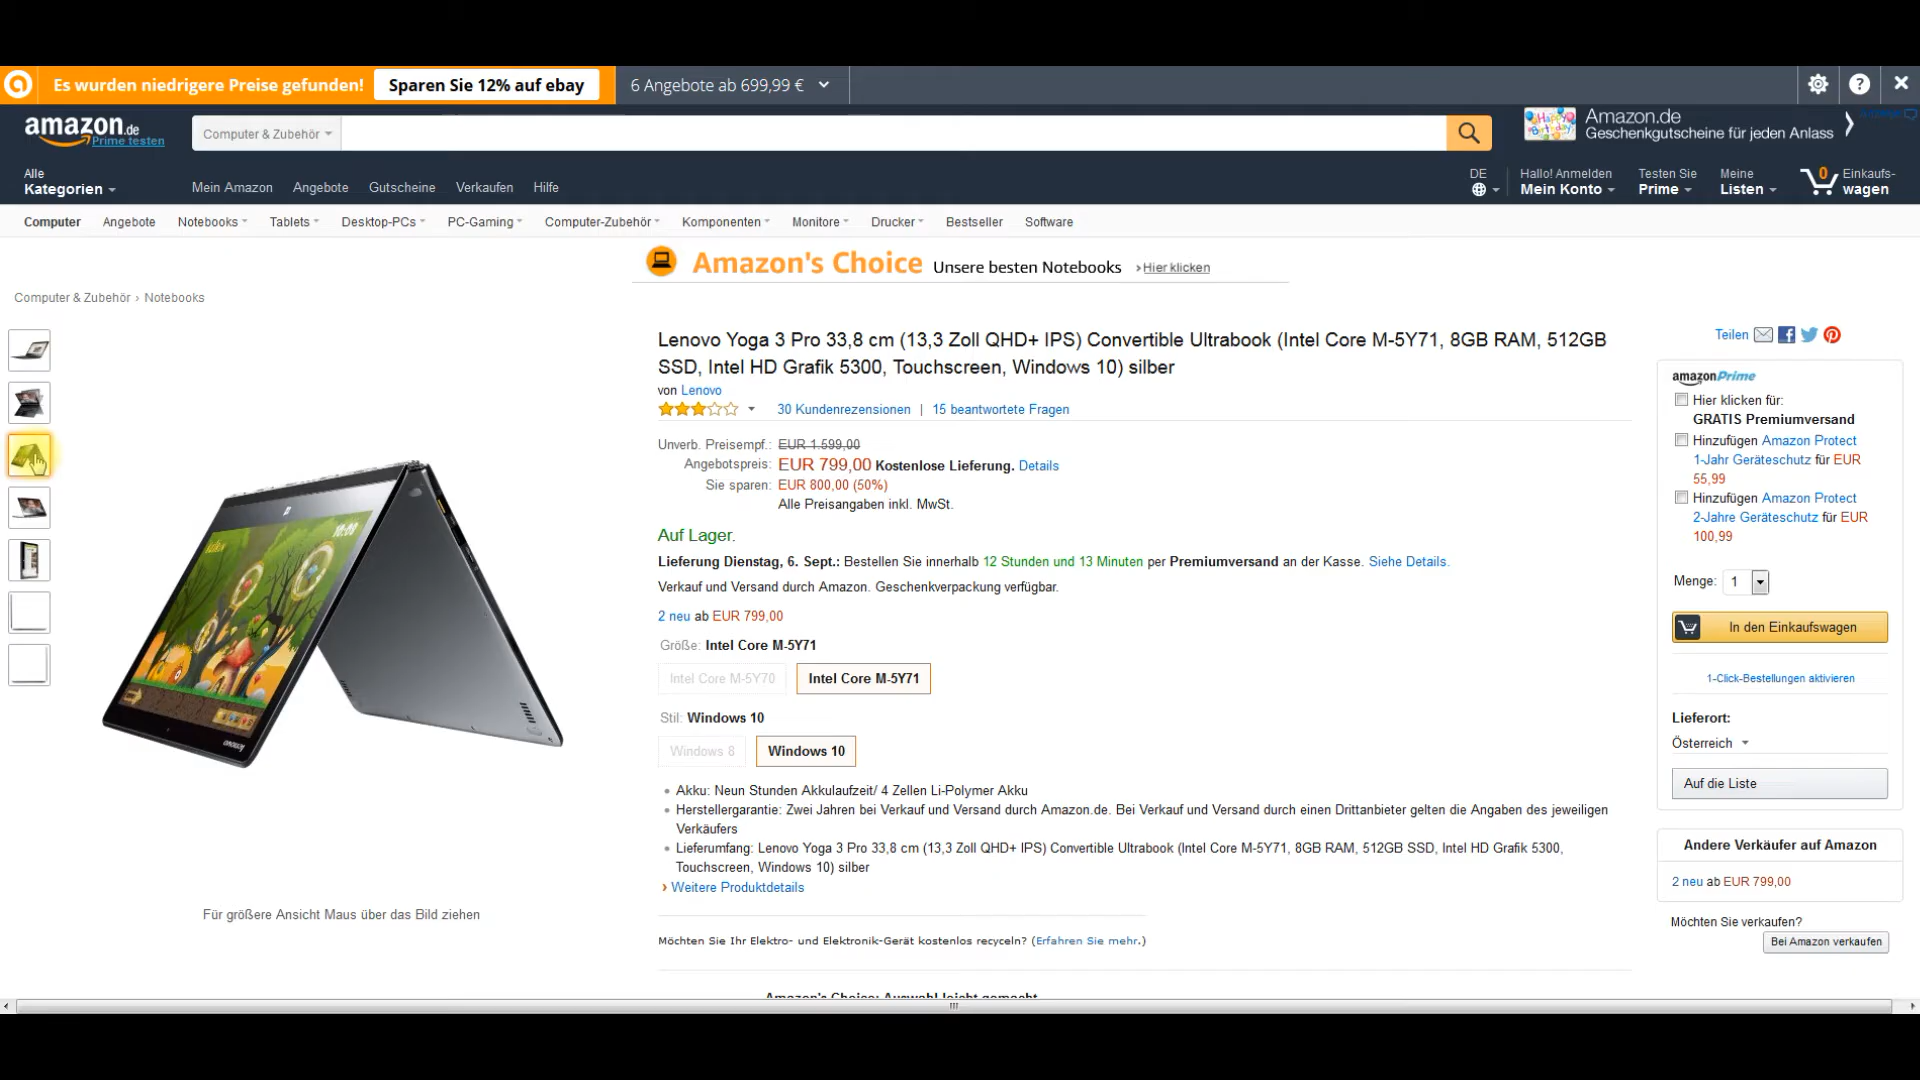 Es wurden niedrigere Preise gefunden! Sparen Sie 12% auf ebay 6 Angebote ab 699,99 €
amazon.de
Prime testen
Computer & Zubehör
Amazon.de
Geschenkgutscheine für jeden Anlass
Alle
Kategorien
Mein Amazon Angebote Gutscheine Verkaufen Hilfe
DE
Hallo! Anmelden
Mein Konto
Testen Sie
Prime
Meine
Listen
0
Einkaufs-
wagen
Computer Angebote Notebooks Tablets Desktop-PCs PC-Gaming Computer-Zubehör Komponenten Monitore Drucker Bestseller Software
Amazon's Choice Unsere besten Notebooks › Hier klicken
Computer & Zubehör › Notebooks
Lenovo Yoga 3 Pro 33,8 cm (13,3 Zoll QHD+ IPS) Convertible Ultrabook (Intel Core M-5Y71, 8GB RAM, 512GB
SSD, Intel HD Grafik 5300, Touchscreen, Windows 10) silber
von Lenovo
30 Kundenrezensionen | 15 beantwortete Fragen
Unverb. Preisempf.: EUR 1.599,00
Angebotspreis: EUR 799,00 Kostenlose Lieferung. Details
Sie sparen: EUR 800,00 (50%)
Alle Preisangaben inkl. MwSt.
Auf Lager.
Lieferung Dienstag, 6. Sept.: Bestellen Sie innerhalb 12 Stunden und 13 Minuten per Premiumversand an der Kasse. Siehe Details.
Verkauf und Versand durch Amazon. Geschenkverpackung verfügbar.
2 neu ab EUR 799,00
Größe: Intel Core M-5Y71
Intel Core M-5Y70 Intel Core M-5Y71
Stil: Windows 10
Windows 8 Windows 10
• Akku: Neun Stunden Akkulaufzeit/ 4 Zellen Li-Polymer Akku
• Herstellergarantie: Zwei Jahren bei Verkauf und Versand durch Amazon.de. Bei Verkauf und Versand durch einen Drittanbieter gelten die Angaben des jeweiligen
Verkäufers
• Lieferumfang: Lenovo Yoga 3 Pro 33,8 cm (13,3 Zoll QHD+ IPS) Convertible Ultrabook (Intel Core M-5Y71, 8GB RAM, 512GB SSD, Intel HD Grafik 5300,
Touchscreen, Windows 10) silber
› Weitere Produktdetails
Möchten Sie Ihr Elektro- und Elektronik-Gerät kostenlos recyceln? (Erfahren Sie mehr.)
Amazon's Choice: Auswahl leicht gemacht
10:00
lenovo
Für größere Ansicht Maus über das Bild ziehen
Teilen
amazonPrime
Hier klicken für:
GRATIS Premiumversand
Hinzufügen Amazon Protect
1-Jahr Geräteschutz für EUR
55,99
Hinzufügen Amazon Protect
2-Jahre Geräteschutz für EUR
100,99
Menge: 1
In den Einkaufswagen
1-Click-Bestellungen aktivieren
Lieferort:
Österreich
Auf die Liste
Andere Verkäufer auf Amazon
2 neu ab EUR 799,00
Möchten Sie verkaufen?
Bei Amazon verkaufen